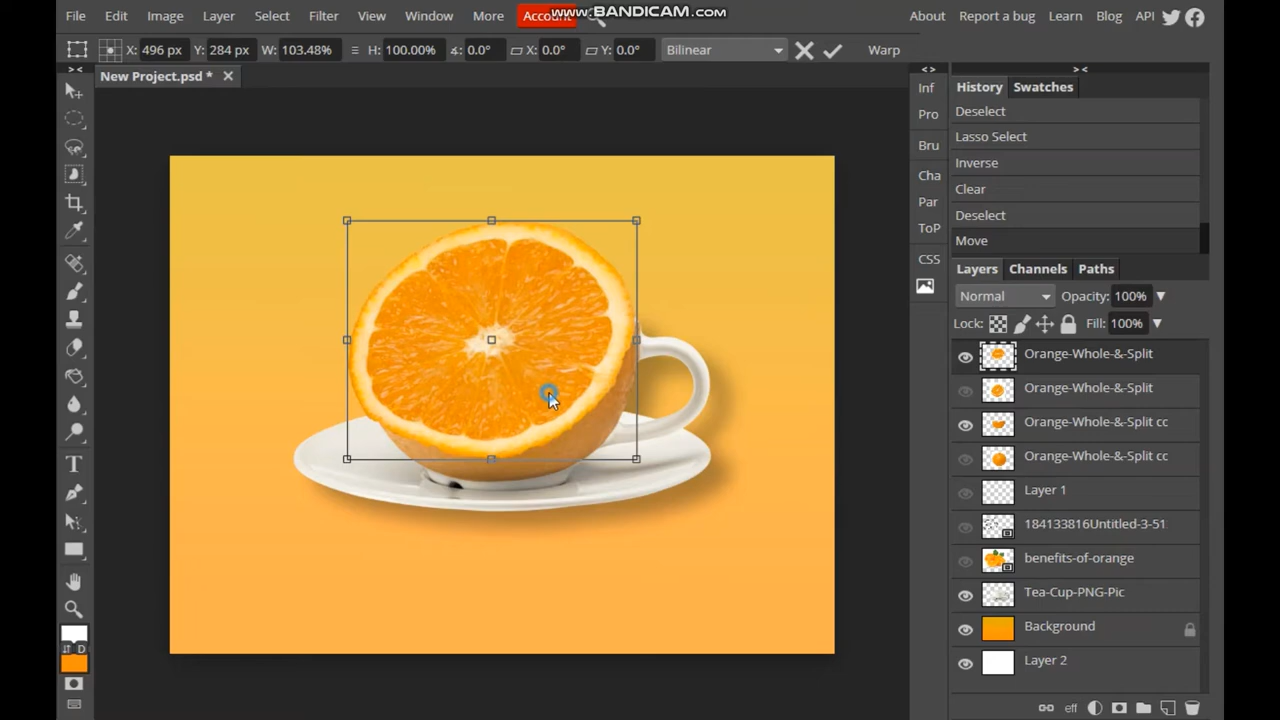 File Edit Image Layer Select Filter View Window More Account About Report a bug Learn Blog API
www.BANDICAM.com
X: 496 px Y: 284 px W: 103.48% H: 100.00% ∡: 0.0° X: 0.0° Y: 0.0° Bilinear Warp
> < New Project.psd * < > > <
Inf
Pro
Bru
Cha
Par
ToP
CSS
History Swatches
Deselect
Lasso Select
Inverse
Clear
Deselect
Move
Layers Channels Paths
Normal Opacity: 100%
Lock: Fill: 100%
Orange-Whole-&-Split
Orange-Whole-&-Split
Orange-Whole-&-Split cc
Orange-Whole-&-Split cc
Layer 1
184133816Untitled-3-51
benefits-of-orange
Tea-Cup-PNG-Pic
Background
Layer 2
T
D
eff